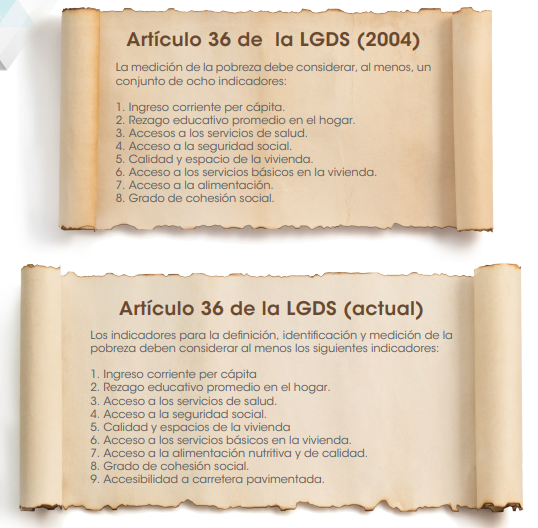 Artículo 36 de la LGDS (2004)
La medición de la pobreza debe considerar, al menos, un
conjunto de ocho indicadores:
1. Ingreso corriente per cápita.
2. Rezago educativo promedio en el hogar.
3. Accesos a los servicios de salud.
4. Acceso a la seguridad social.
5. Calidad y espacio de la vivienda.
6. Acceso a los servicios básicos en la vivienda.
7. Acceso a la alimentación.
8. Grado de cohesión social.
Artículo 36 de la LGDS (actual)
Los indicadores para la definición, identificación y medición de la
pobreza deben considerar al menos los siguientes indicadores:
1. Ingreso corriente per cápita
2. Rezago educativo promedio en el hogar.
3. Acceso a los servicios de salud.
4. Acceso a la seguridad social.
5. Calidad y espacios de la vivienda
6. Acceso a los servicios básicos en la vivienda.
7. Acceso a la alimentación nutritiva y de calidad.
8. Grado de cohesión social.
9. Accesibilidad a carretera pavimentada.